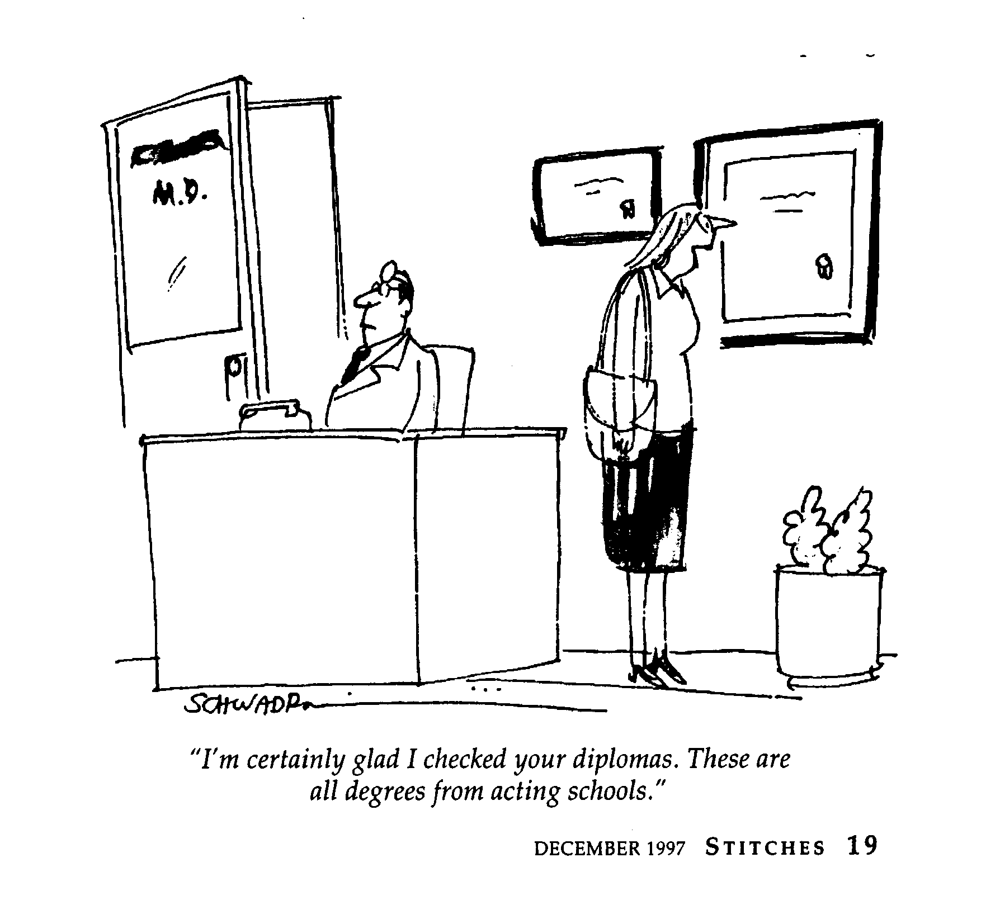 M.D.
SCHWADRON
“I'm certainly glad I checked your diplomas. These are
all degrees from acting schools.”
DECEMBER 1997 STITCHES 19